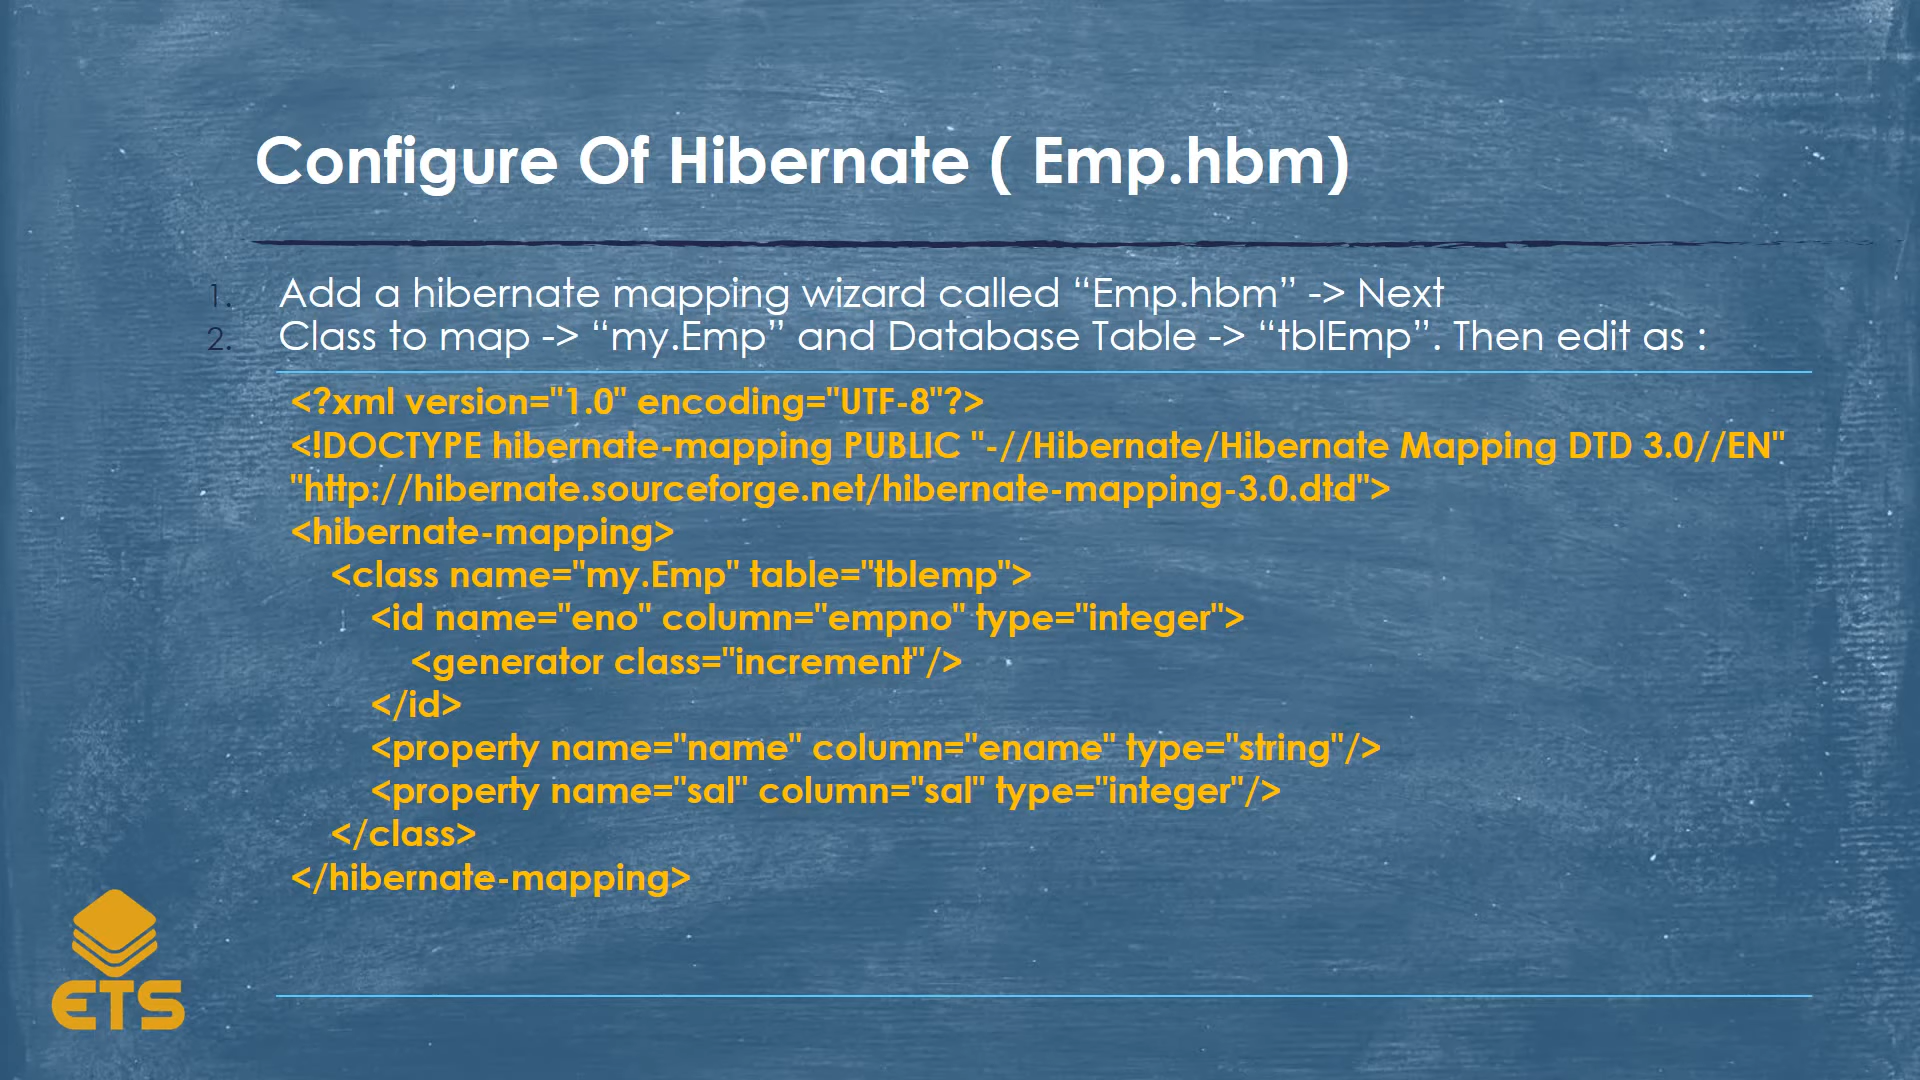 Configure Of Hibernate ( Emp.hbm)
1. Add a hibernate mapping wizard called “Emp.hbm” -> Next
2. Class to map -> “my.Emp” and Database Table -> “tblEmp”. Then edit as :
<?xml version="1.0" encoding="UTF-8"?>
<!DOCTYPE hibernate-mapping PUBLIC "-//Hibernate/Hibernate Mapping DTD 3.0//EN"
"http://hibernate.sourceforge.net/hibernate-mapping-3.0.dtd">
<hibernate-mapping>
<class name="my.Emp" table="tblemp">
<id name="eno" column="empno" type="integer">
<generator class="increment"/>
</id>
<property name="name" column="ename" type="string"/>
<property name="sal" column="sal" type="integer"/>
</class>
</hibernate-mapping>
ETS